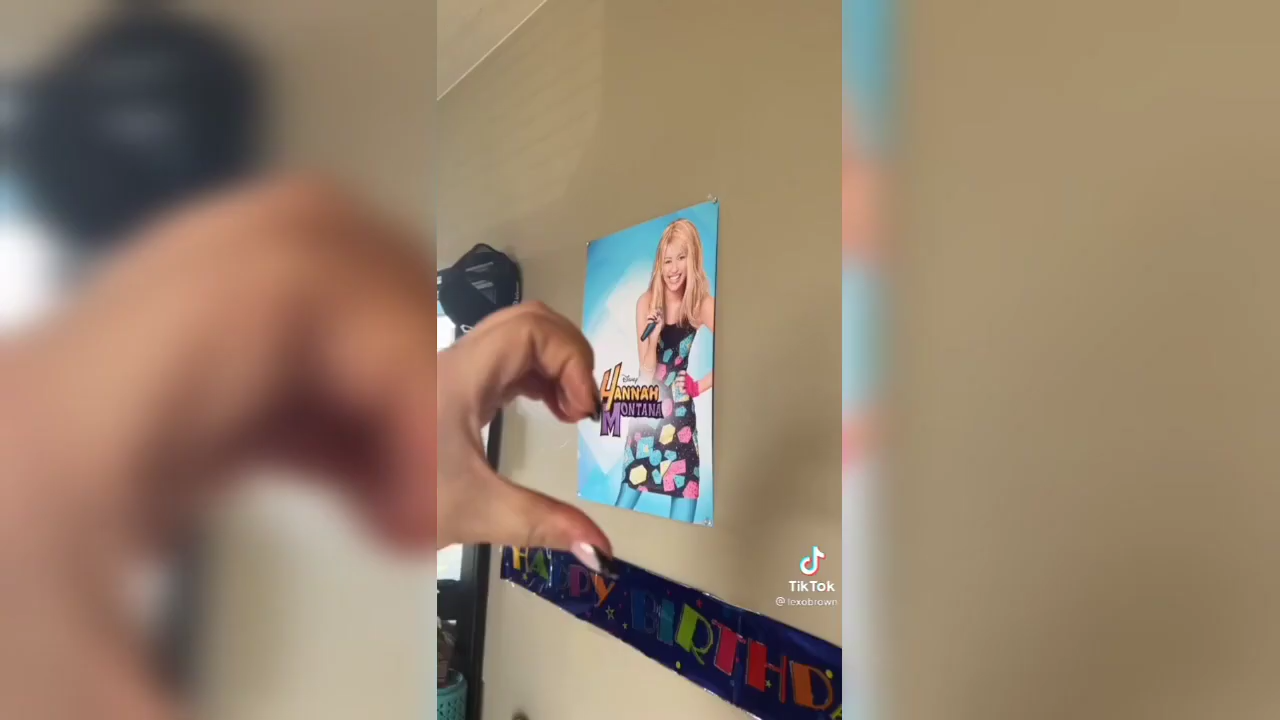 Disney
HANNAH
MONTANA
HAPPY BIRTHDA
TikTok
@lexobrown